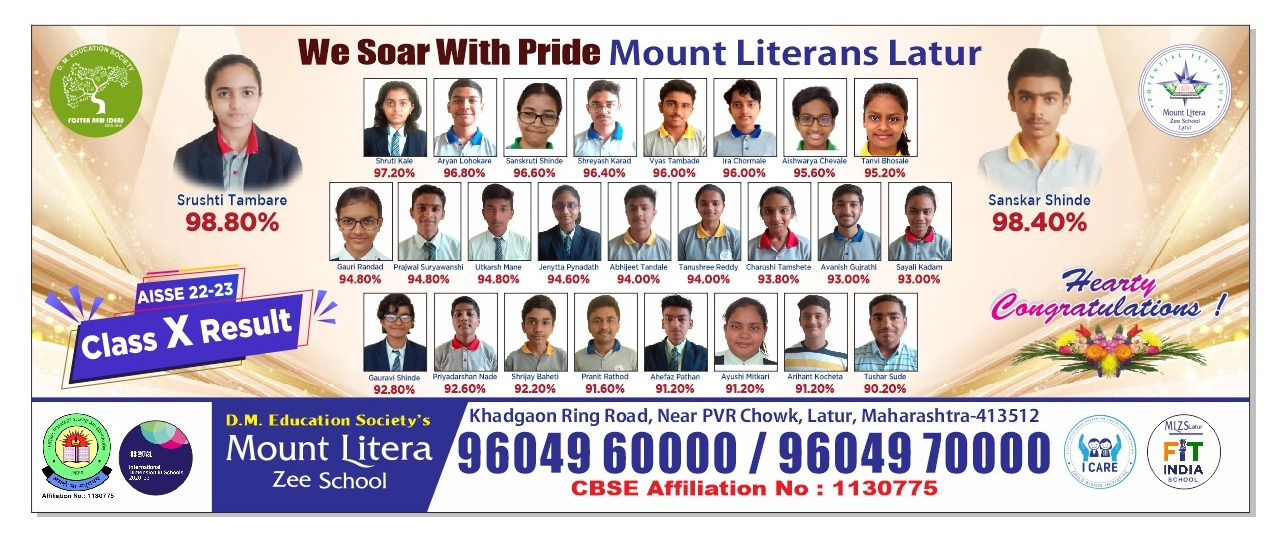 We Soar With Pride Mount Literans Latur
D. M. EDUCATION SOCIETY
FOSTER NEW IDEAS
Mount Litera
Zee School
Latur
Srushti Tambare
98.80%
Sanskar Shinde
98.40%
Shruti Kale Aryan Lohokare Sanskruti Shinde Shreyash Karad Vyas Tambade Ira Chormale Aishwarya Chevale Tanvi Bhosale
97.20% 96.80% 96.60% 96.40% 96.00% 96.00% 95.60% 95.20%
Gauri Randad Prajwal Suryawanshi Utkarsh Mane Jenytta Pynadath Abhijeet Tandale Tanushree Reddy Charushi Tamshete Avanish Gujrathi Sayali Kadam
94.80% 94.80% 94.80% 94.60% 94.00% 94.00% 93.80% 93.00% 93.00%
AISSE 22-23
Class X Result
Hearty
Congratulations !
Gauravi Shinde Priyadarshan Nade Shrijay Baheti Pranit Rathod Ahefaz Pathan Ayushi Mitkari Arihant Kocheta Tushar Sude
92.80% 92.60% 92.20% 91.60% 91.20% 91.20% 91.20% 90.20%
Affiliation No.: 1130775
International
Dimension in Schools
D.M. Education Society's
Mount Litera
Zee School
Khadgaon Ring Road, Near PVR Chowk, Latur, Maharashtra-413512
96049 60000 / 96049 70000
CBSE Affiliation No : 1130775
I CARE
MLZS Latur
FIT
INDIA
SCHOOL